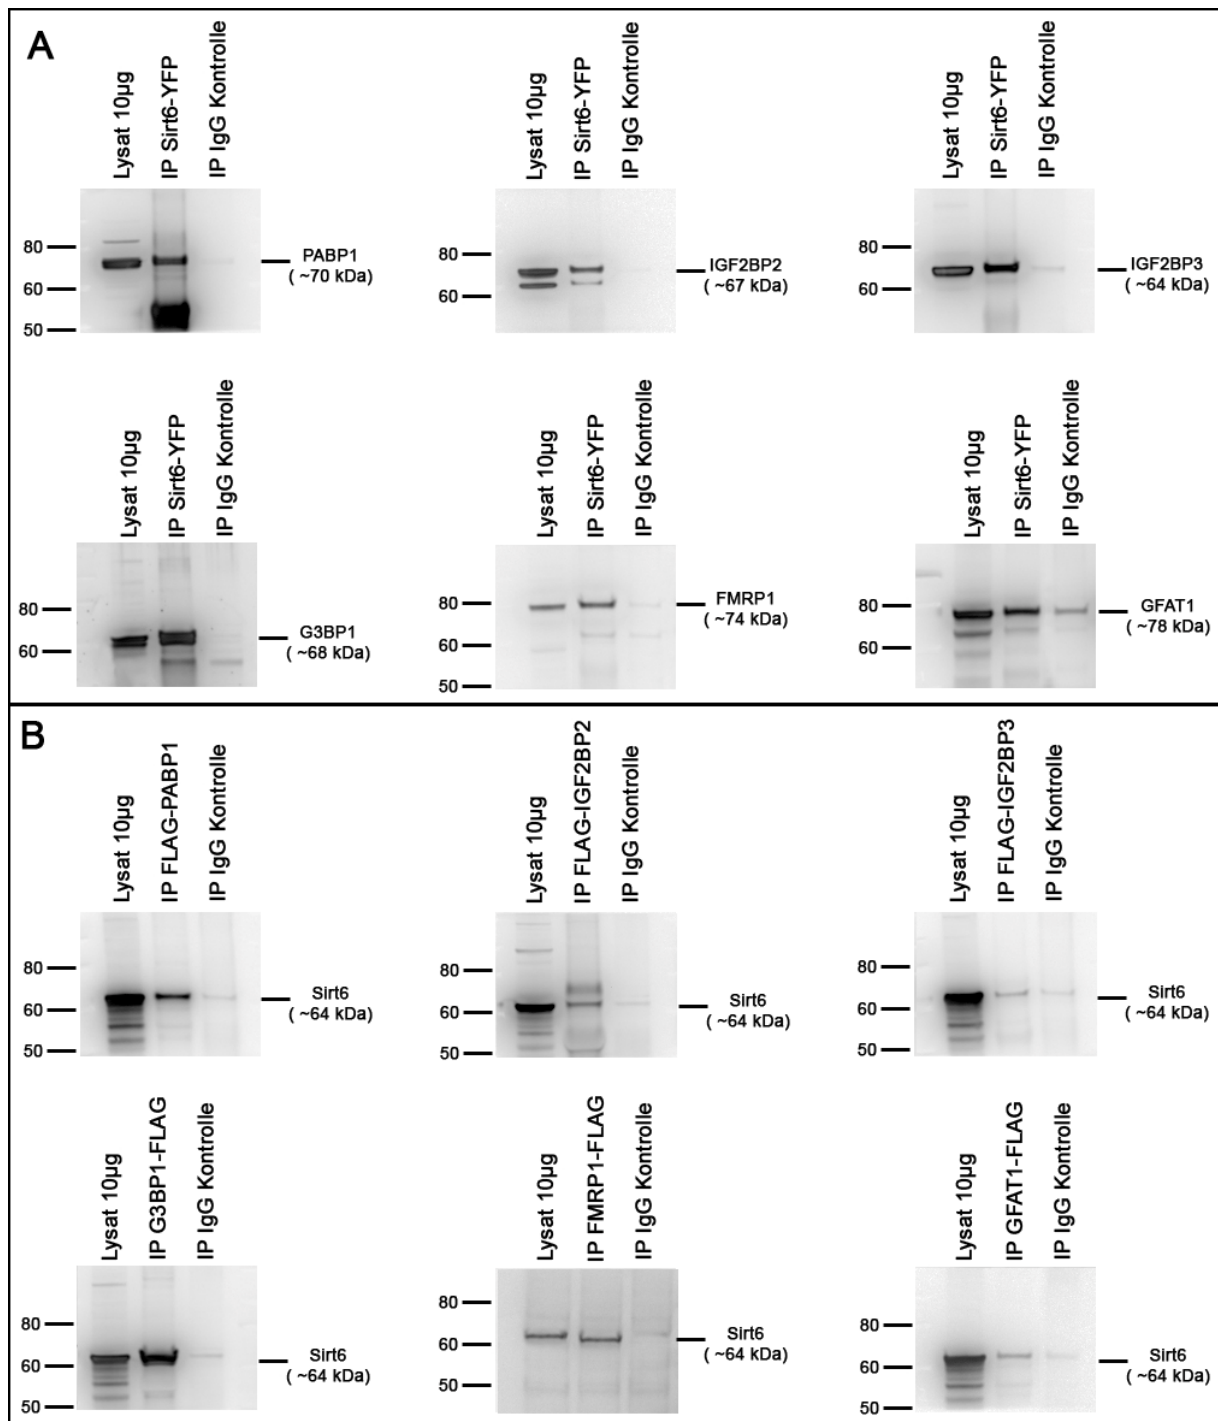 A
Lysat 10µg
IP Sirt6-YFP
IP IgG Kontrolle
80
60
50
PABP1
( ~70 kDa)
Lysat 10µg
IP Sirt6-YFP
IP IgG Kontrolle
80
60
IGF2BP2
( ~67 kDa)
Lysat 10µg
IP Sirt6-YFP
IP IgG Kontrolle
80
60
IGF2BP3
( ~64 kDa)
Lysat 10µg
IP Sirt6-YFP
IP IgG Kontrolle
80
60
G3BP1
( ~68 kDa)
Lysat 10µg
IP Sirt6-YFP
IP IgG Kontrolle
80
60
50
FMRP1
( ~74 kDa)
Lysat 10µg
IP Sirt6-YFP
IP IgG Kontrolle
80
60
GFAT1
( ~78 kDa)
B
Lysat 10µg
IP FLAG-PABP1
IP IgG Kontrolle
80
60
50
Sirt6
( ~64 kDa)
Lysat 10µg
IP FLAG-IGF2BP2
IP IgG Kontrolle
80
60
50
Sirt6
( ~64 kDa)
Lysat 10µg
IP FLAG-IGF2BP3
IP IgG Kontrolle
80
60
50
Sirt6
( ~64 kDa)
Lysat 10µg
IP G3BP1-FLAG
IP IgG Kontrolle
80
60
50
Sirt6
( ~64 kDa)
Lysat 10µg
IP FMRP1-FLAG
IP IgG Kontrolle
80
60
50
Sirt6
( ~64 kDa)
Lysat 10µg
IP GFAT1-FLAG
IP IgG Kontrolle
80
60
50
Sirt6
( ~64 kDa)